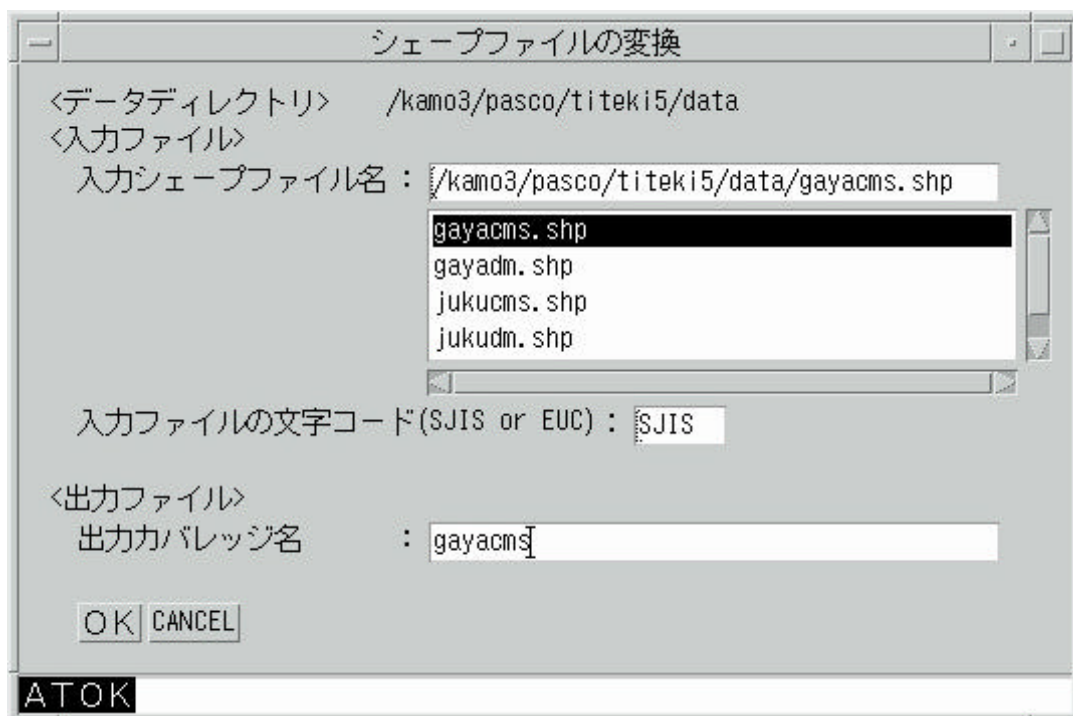 シェープファイルの変換
<データディレクトリ> /kamo3/pasco/titeki5/data
<入力ファイル>
入力シェープファイル名： /kamo3/pasco/titeki5/data/gayacms.shp
gayacms.shp
gayadm.shp
jukucms.shp
jukudm.shp
入力ファイルの文字コード(SJIS or EUC)： SJIS
<出力ファイル>
出力カバレッジ名 ： gayacms
ＯＫ CANCEL
ＡＴＯＫ